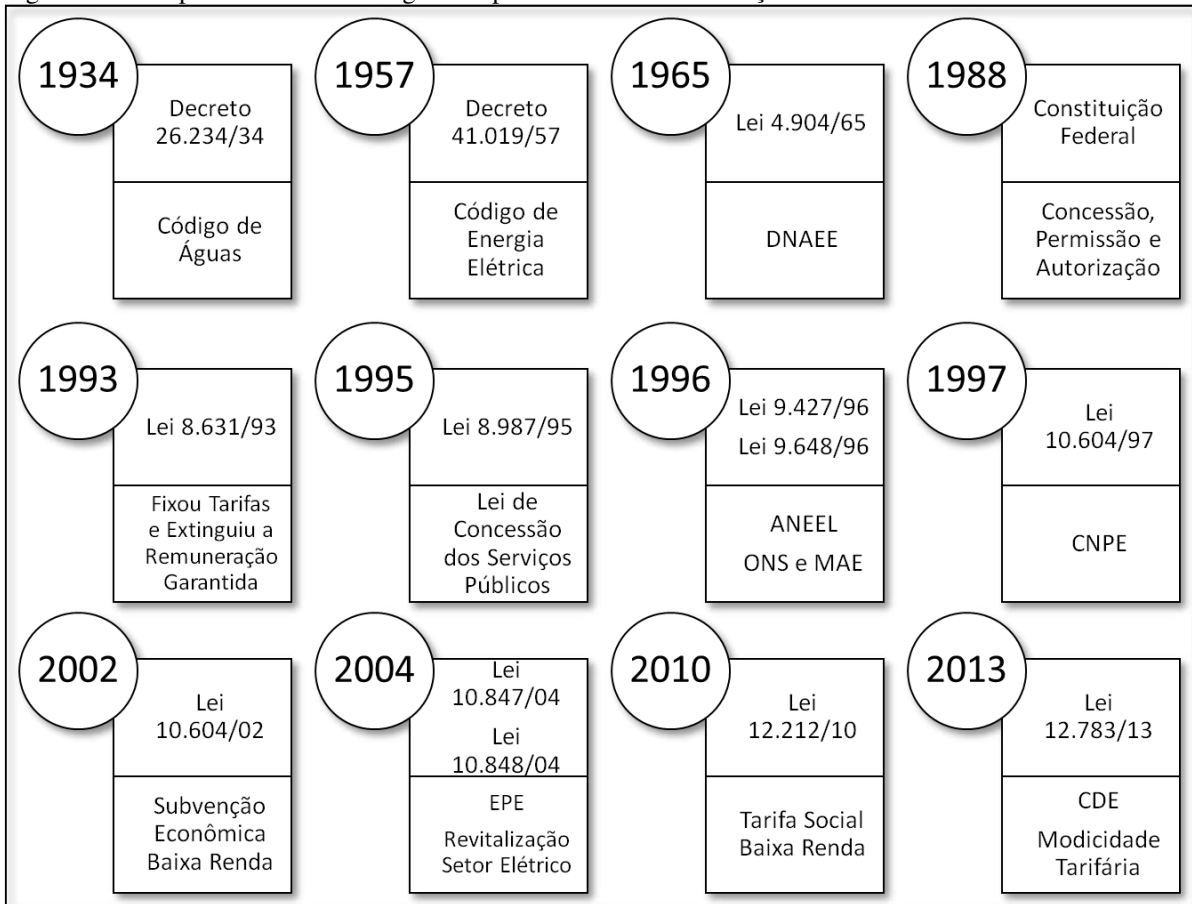 1934
Decreto
26.234/34
Código de
Águas
1957
Decreto
41.019/57
Código de
Energia
Elétrica
1965
Lei 4.904/65
DNAEE
1988
Constituição
Federal
Concessão,
Permissão e
Autorização
1993
Lei 8.631/93
Fixou Tarifas
e Extinguiu a
Remuneração
Garantida
1995
Lei 8.987/95
Lei de
Concessão
dos Serviços
Públicos
1996
Lei 9.427/96
Lei 9.648/96
ANEEL
ONS e MAE
1997
Lei
10.604/97
CNPE
2002
Lei
10.604/02
Subvenção
Econômica
Baixa Renda
2004
Lei
10.847/04
Lei
10.848/04
EPE
Revitalização
Setor Elétrico
2010
Lei
12.212/10
Tarifa Social
Baixa Renda
2013
Lei
12.783/13
CDE
Modicidade
Tarifária